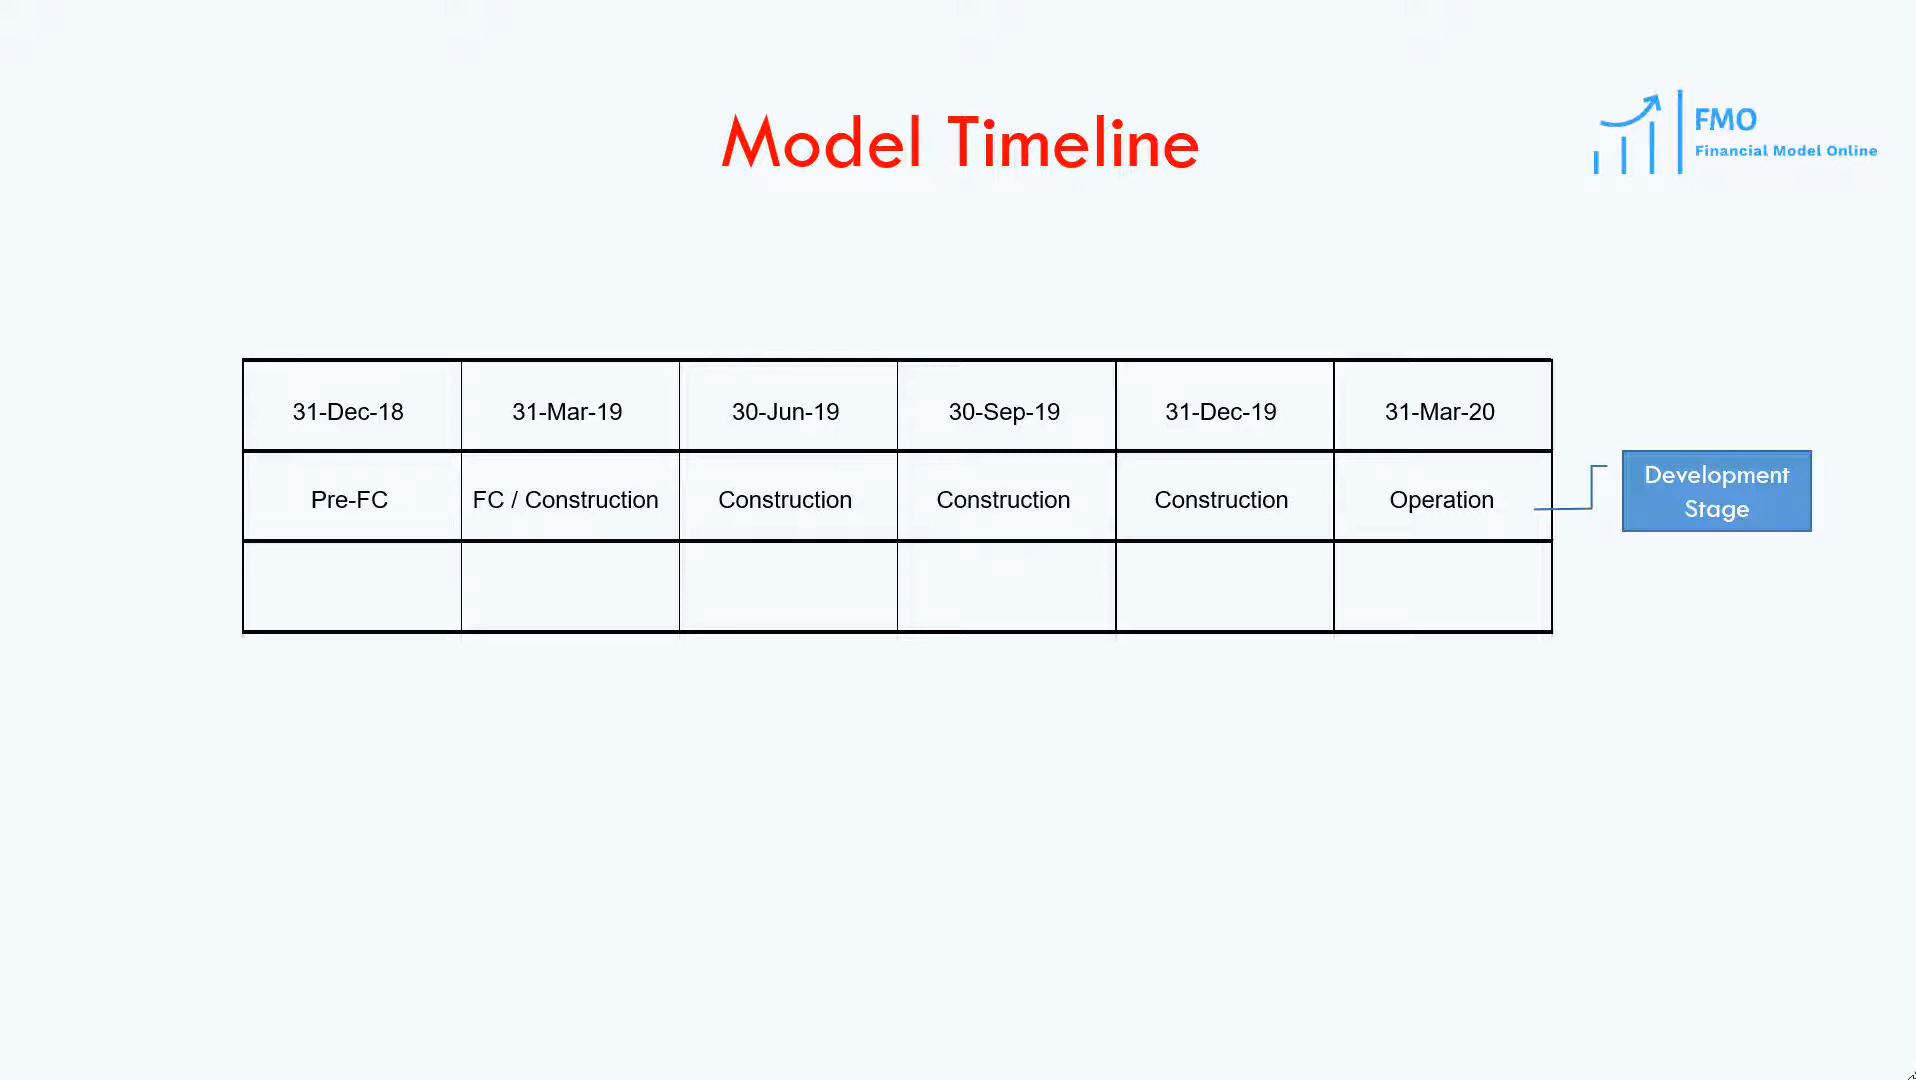 Model Timeline
FMO
Financial Model Online
31-Dec-18 31-Mar-19 30-Jun-19 30-Sep-19 31-Dec-19 31-Mar-20
Pre-FC FC / Construction Construction Construction Construction Operation
Development
Stage